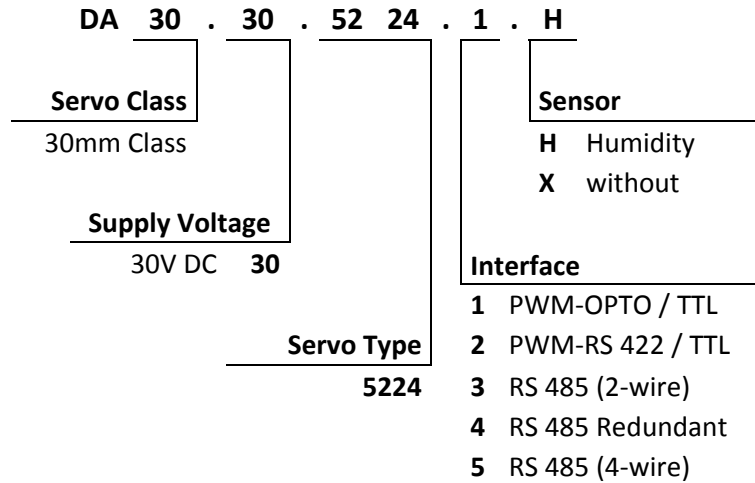 DA 30 . 30 . 52 24 . 1 . H
Servo Class
30mm Class
Supply Voltage
30V DC 30
Servo Type
5224
Sensor
H Humidity
X without
Interface
1 PWM-OPTO / TTL
2 PWM-RS 422 / TTL
3 RS 485 (2-wire)
4 RS 485 Redundant
5 RS 485 (4-wire)